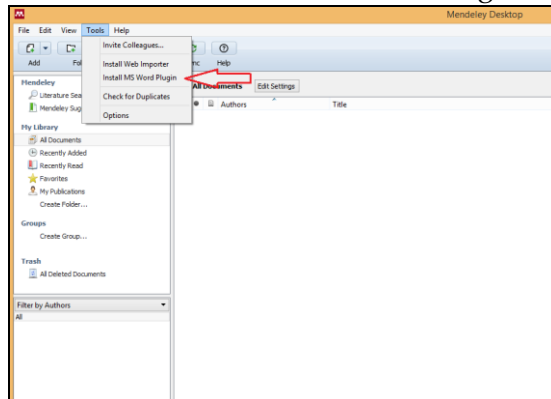 Mendeley Desktop
File Edit View Tools Help
Invite Colleagues...
Install Web Importer
Install MS Word Plugin
Check for Duplicates
Options
Add Fol nc Help
Mendeley
Literature Sea
Mendeley Sug
All Documents Edit Settings
Authors Title
My Library
All Documents
Recently Added
Recently Read
Favorites
My Publications
Create Folder...
Groups
Create Group...
Trash
All Deleted Documents
Filter by Authors
All